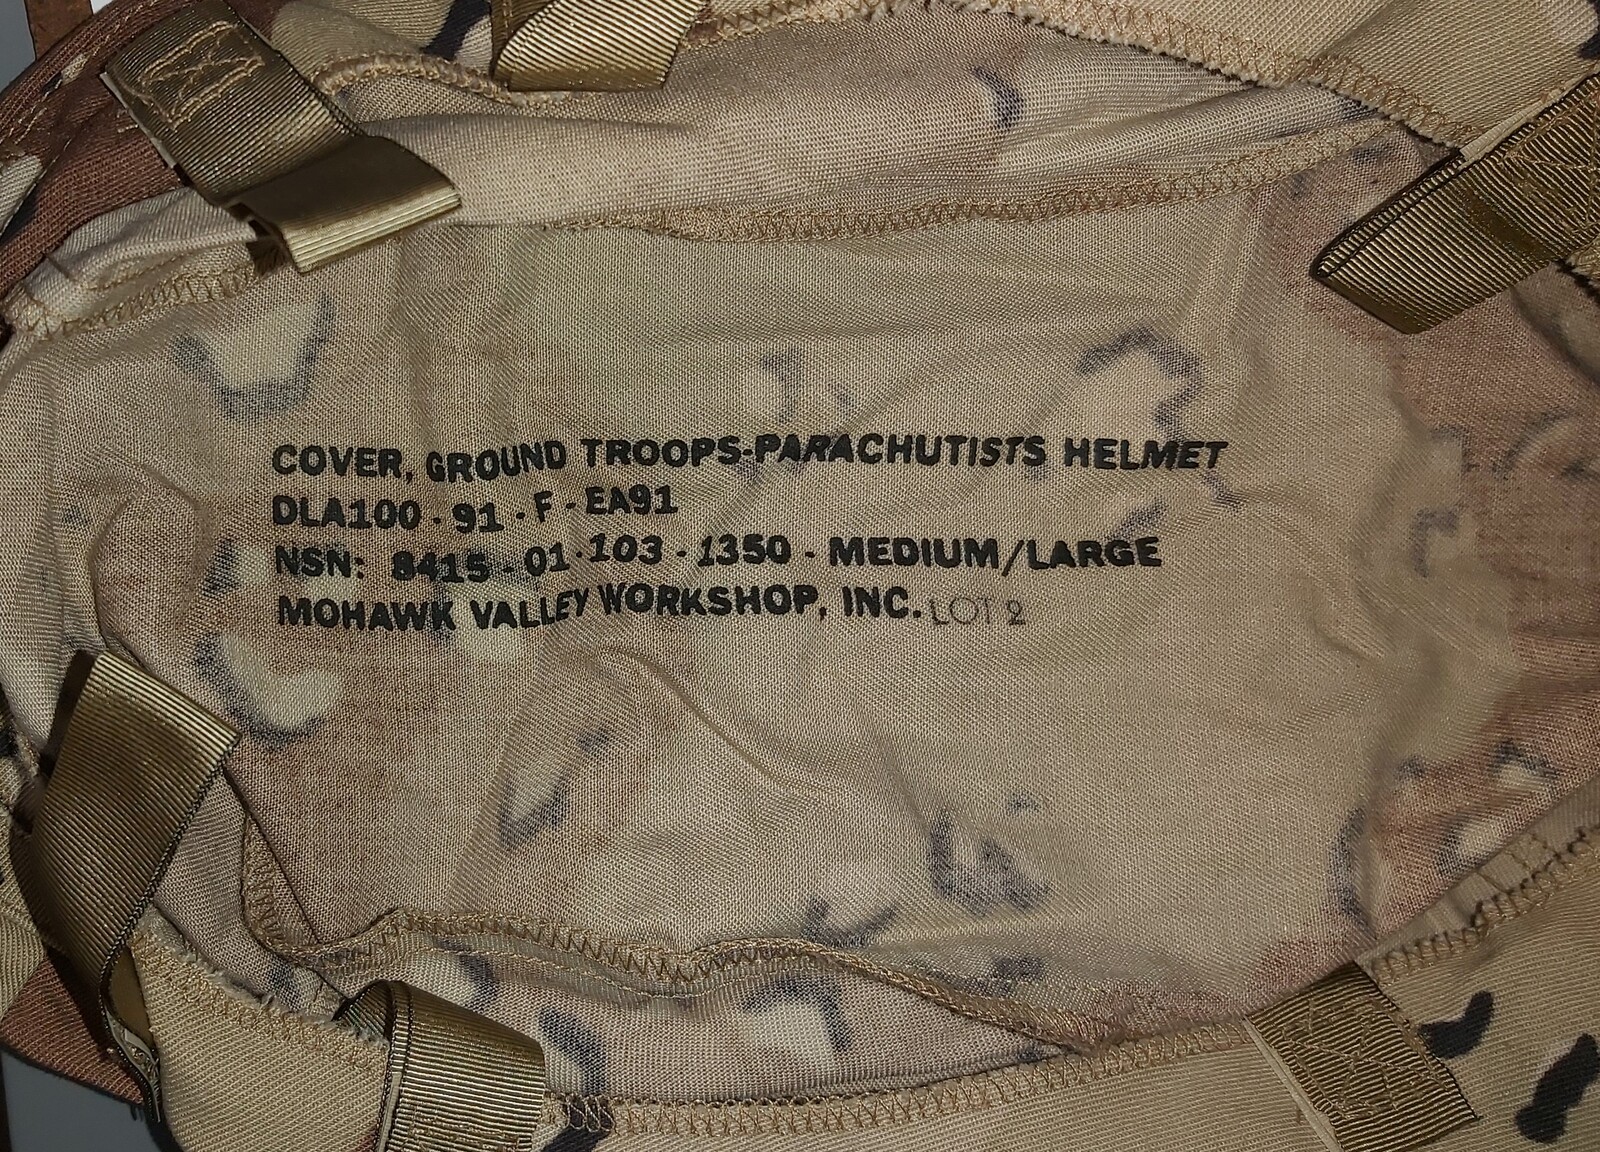 COVER, GROUND TROOPS-PARACHUTISTS HELMET
DLA100-91-F-EA91
NSN: 8415-01-103-1350-MEDIUM/LARGE
MOHAWK VALLEY WORKSHOP, INC. LOT 2